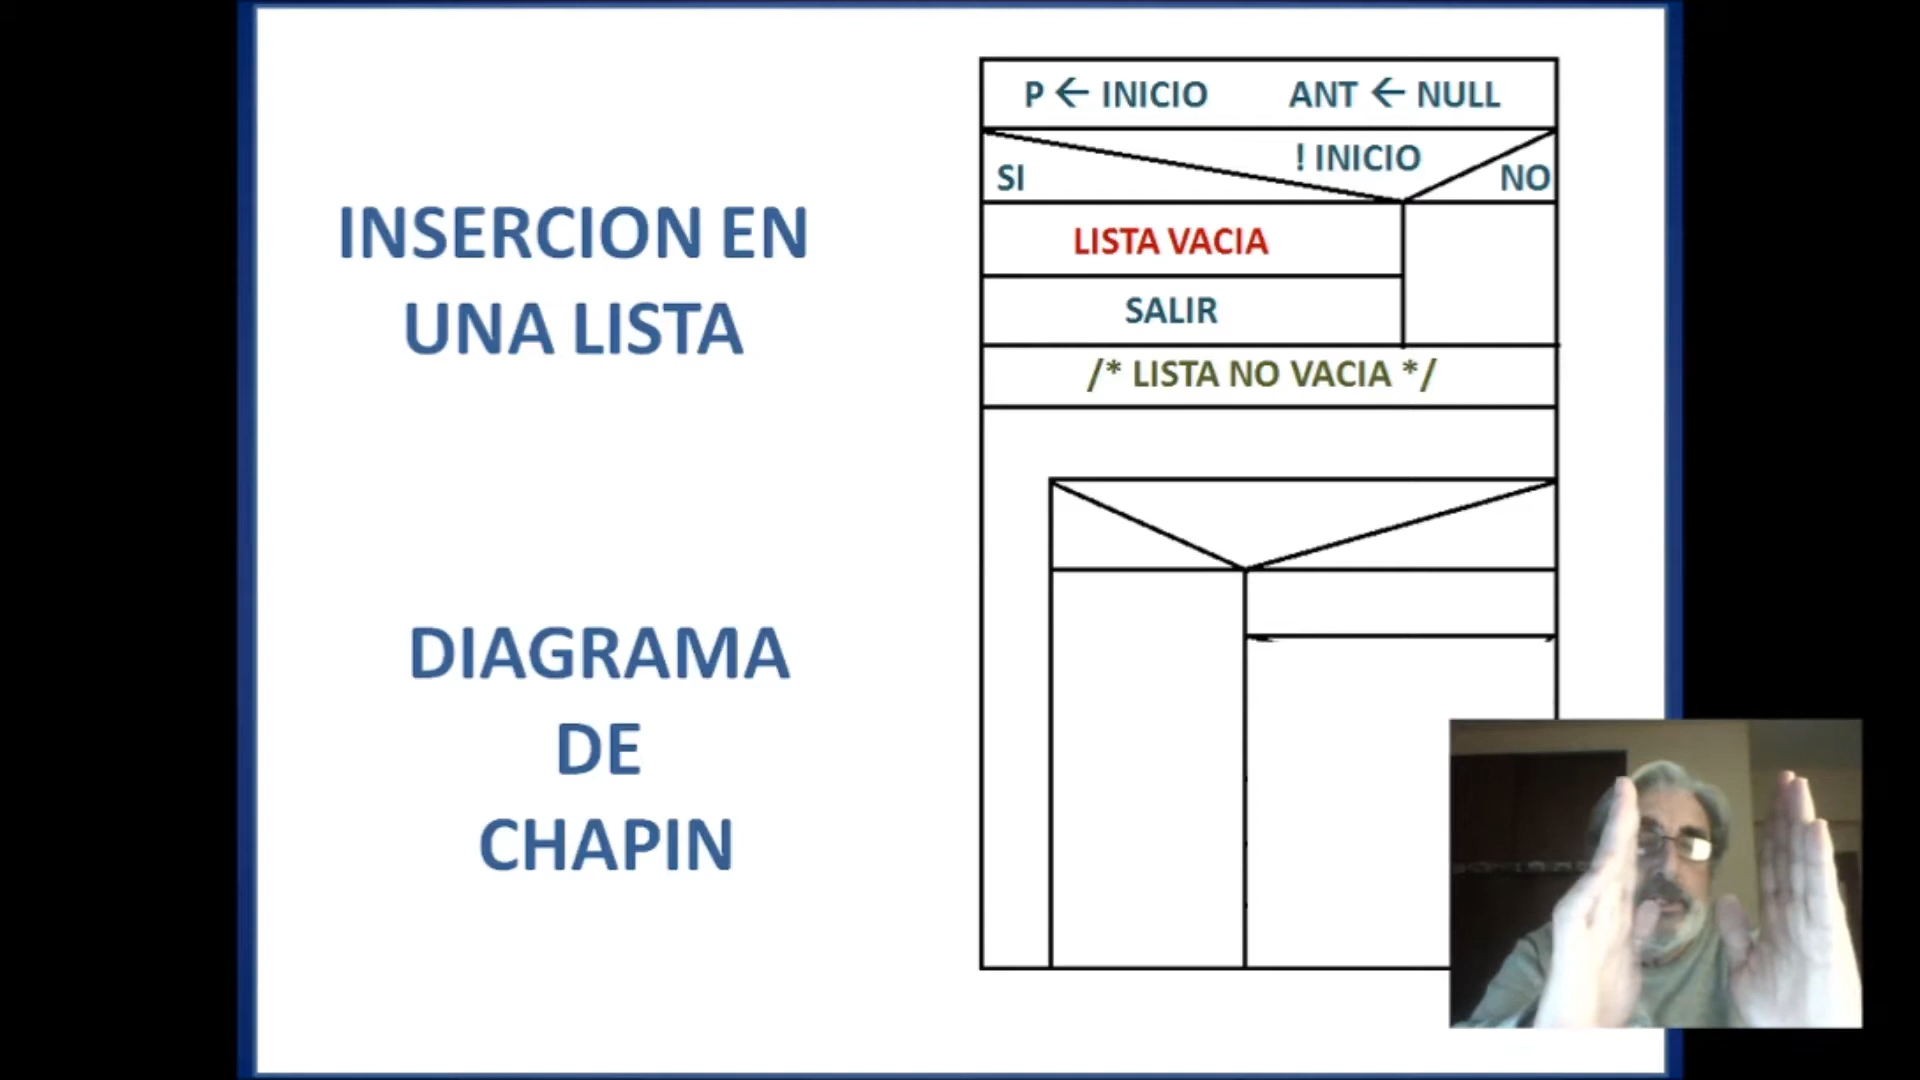 INSERCION EN
UNA LISTA
DIAGRAMA
DE
CHAPIN
P ← INICIO ANT ← NULL
! INICIO
SI
NO
LISTA VACIA
SALIR
/* LISTA NO VACIA */